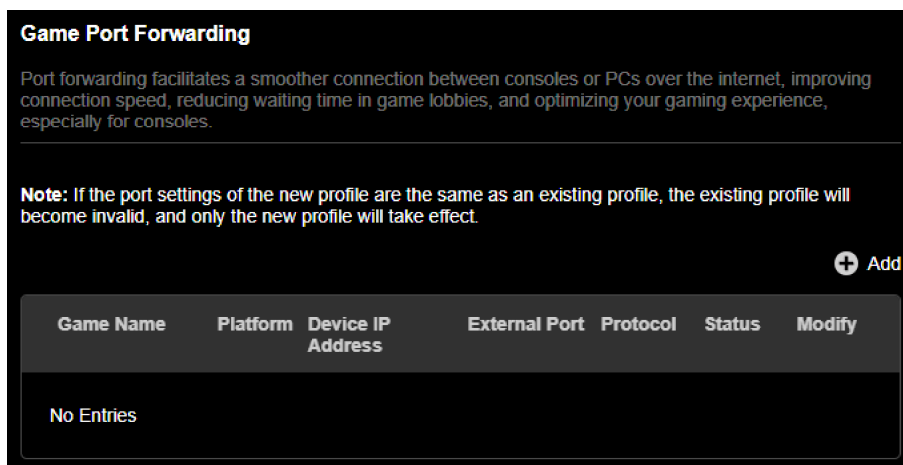 Game Port Forwarding
Port forwarding facilitates a smoother connection between consoles or PCs over the internet, improving
connection speed, reducing waiting time in game lobbies, and optimizing your gaming experience,
especially for consoles.
Note: If the port settings of the new profile are the same as an existing profile, the existing profile will
become invalid, and only the new profile will take effect.
Add
Game Name Platform Device IP Address External Port Protocol Status Modify
No Entries